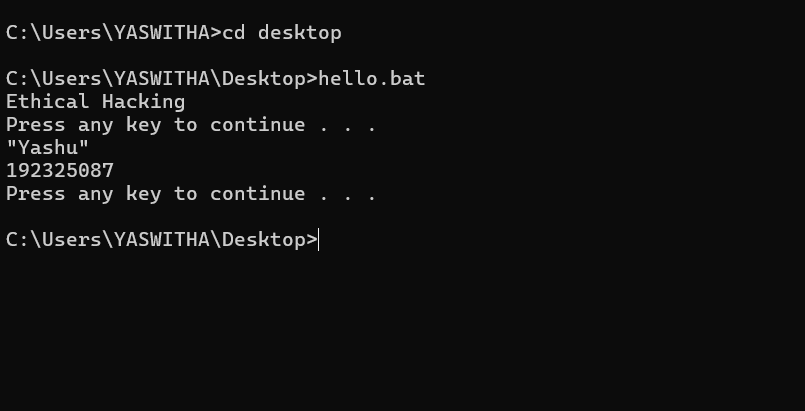 C:\Users\YASWITHA>cd desktop
C:\Users\YASWITHA\Desktop>hello.bat
Ethical Hacking
Press any key to continue . . .
"Yashu"
192325087
Press any key to continue . . .
C:\Users\YASWITHA\Desktop>